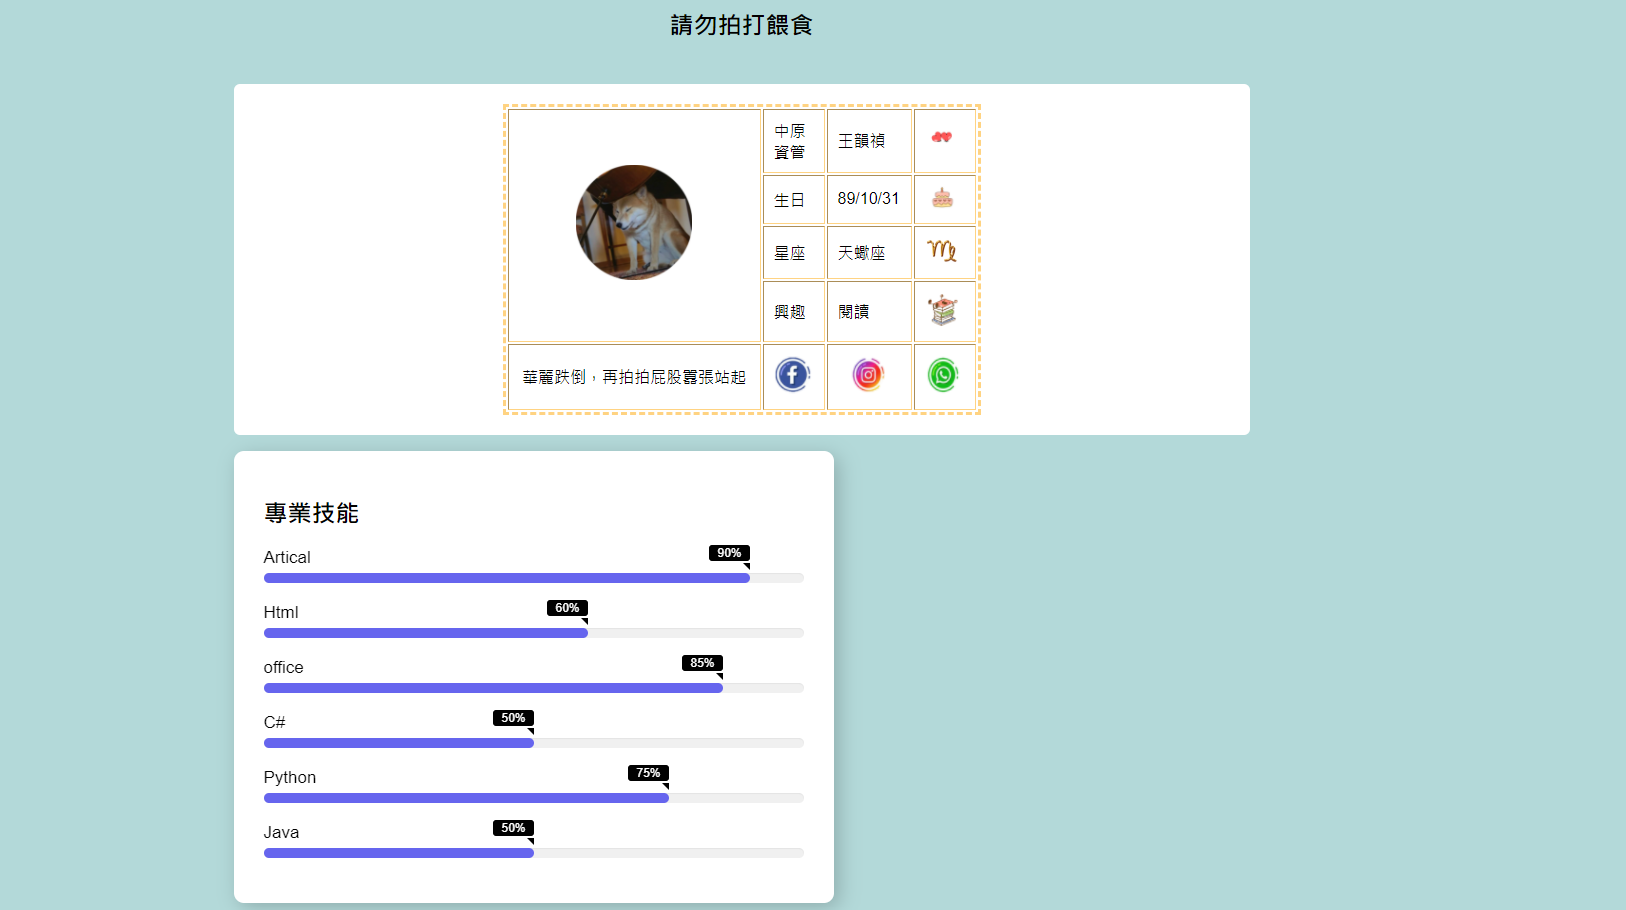 請勿拍打餵食
中原
資管
王韻禎
生日
89/10/31
星座
天蠍座
興趣
閱讀
華麗跌倒，再拍拍屁股囂張站起
專業技能
Artical
90%
Html
60%
office
85%
C#
50%
Python
75%
Java
50%